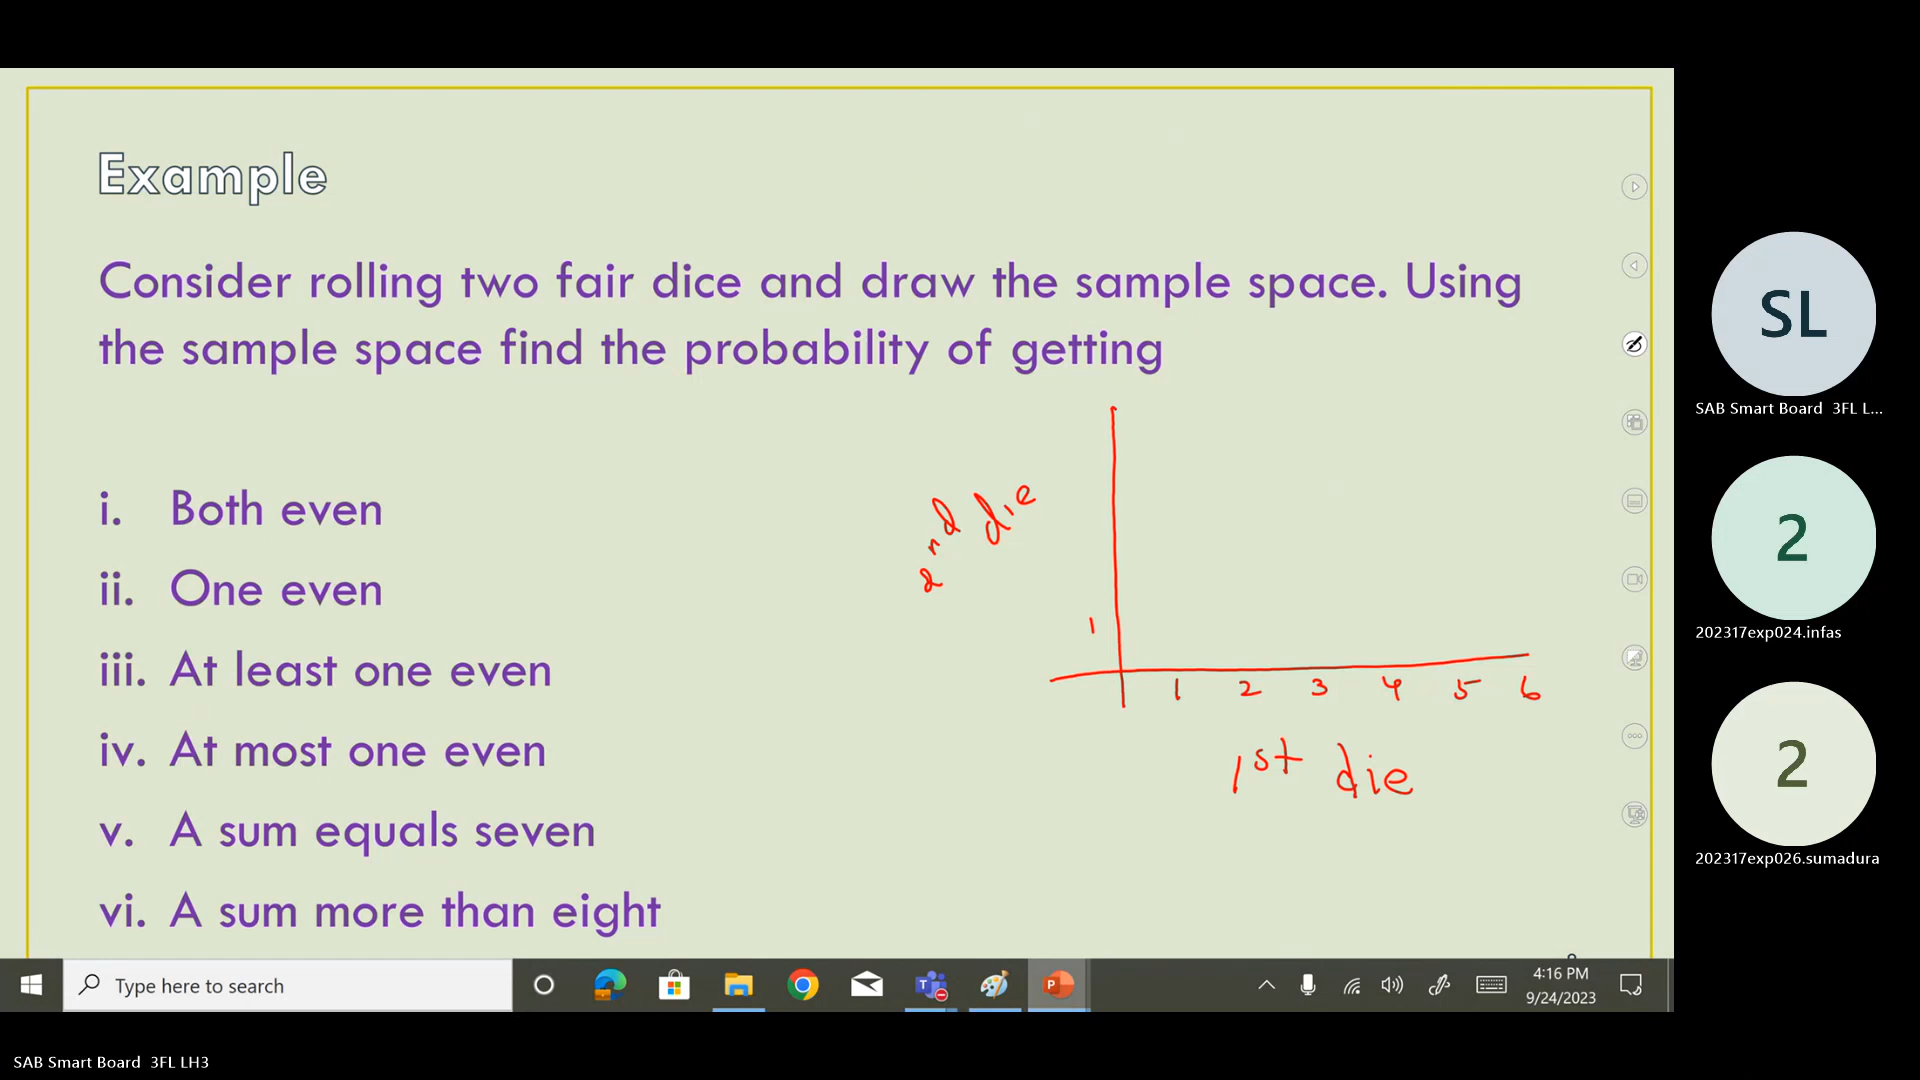 Example
Consider rolling two fair dice and draw the sample space. Using
the sample space find the probability of getting
i. Both even
ii. One even
iii. At least one even
iv. At most one even
v. A sum equals seven
vi. A sum more than eight
2nd die
1
1 2 3 4 5 6
1st die
SL
SAB Smart Board 3FL L...
2
202317exp024.infas
2
202317exp026.sumadura
Type here to search
4:16 PM
9/24/2023
SAB Smart Board 3FL LH3